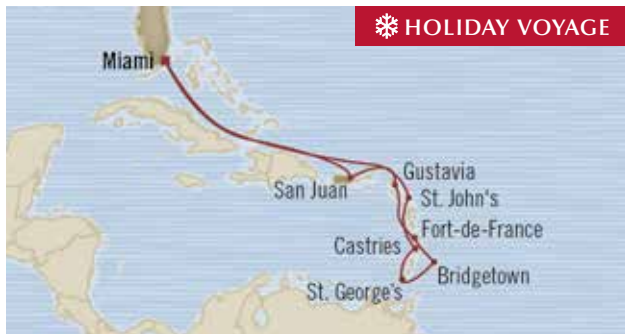 HOLIDAY VOYAGE
Miami
Gustavia
San Juan
St. John's
Fort-de-France
Castries
Bridgetown
St. George's